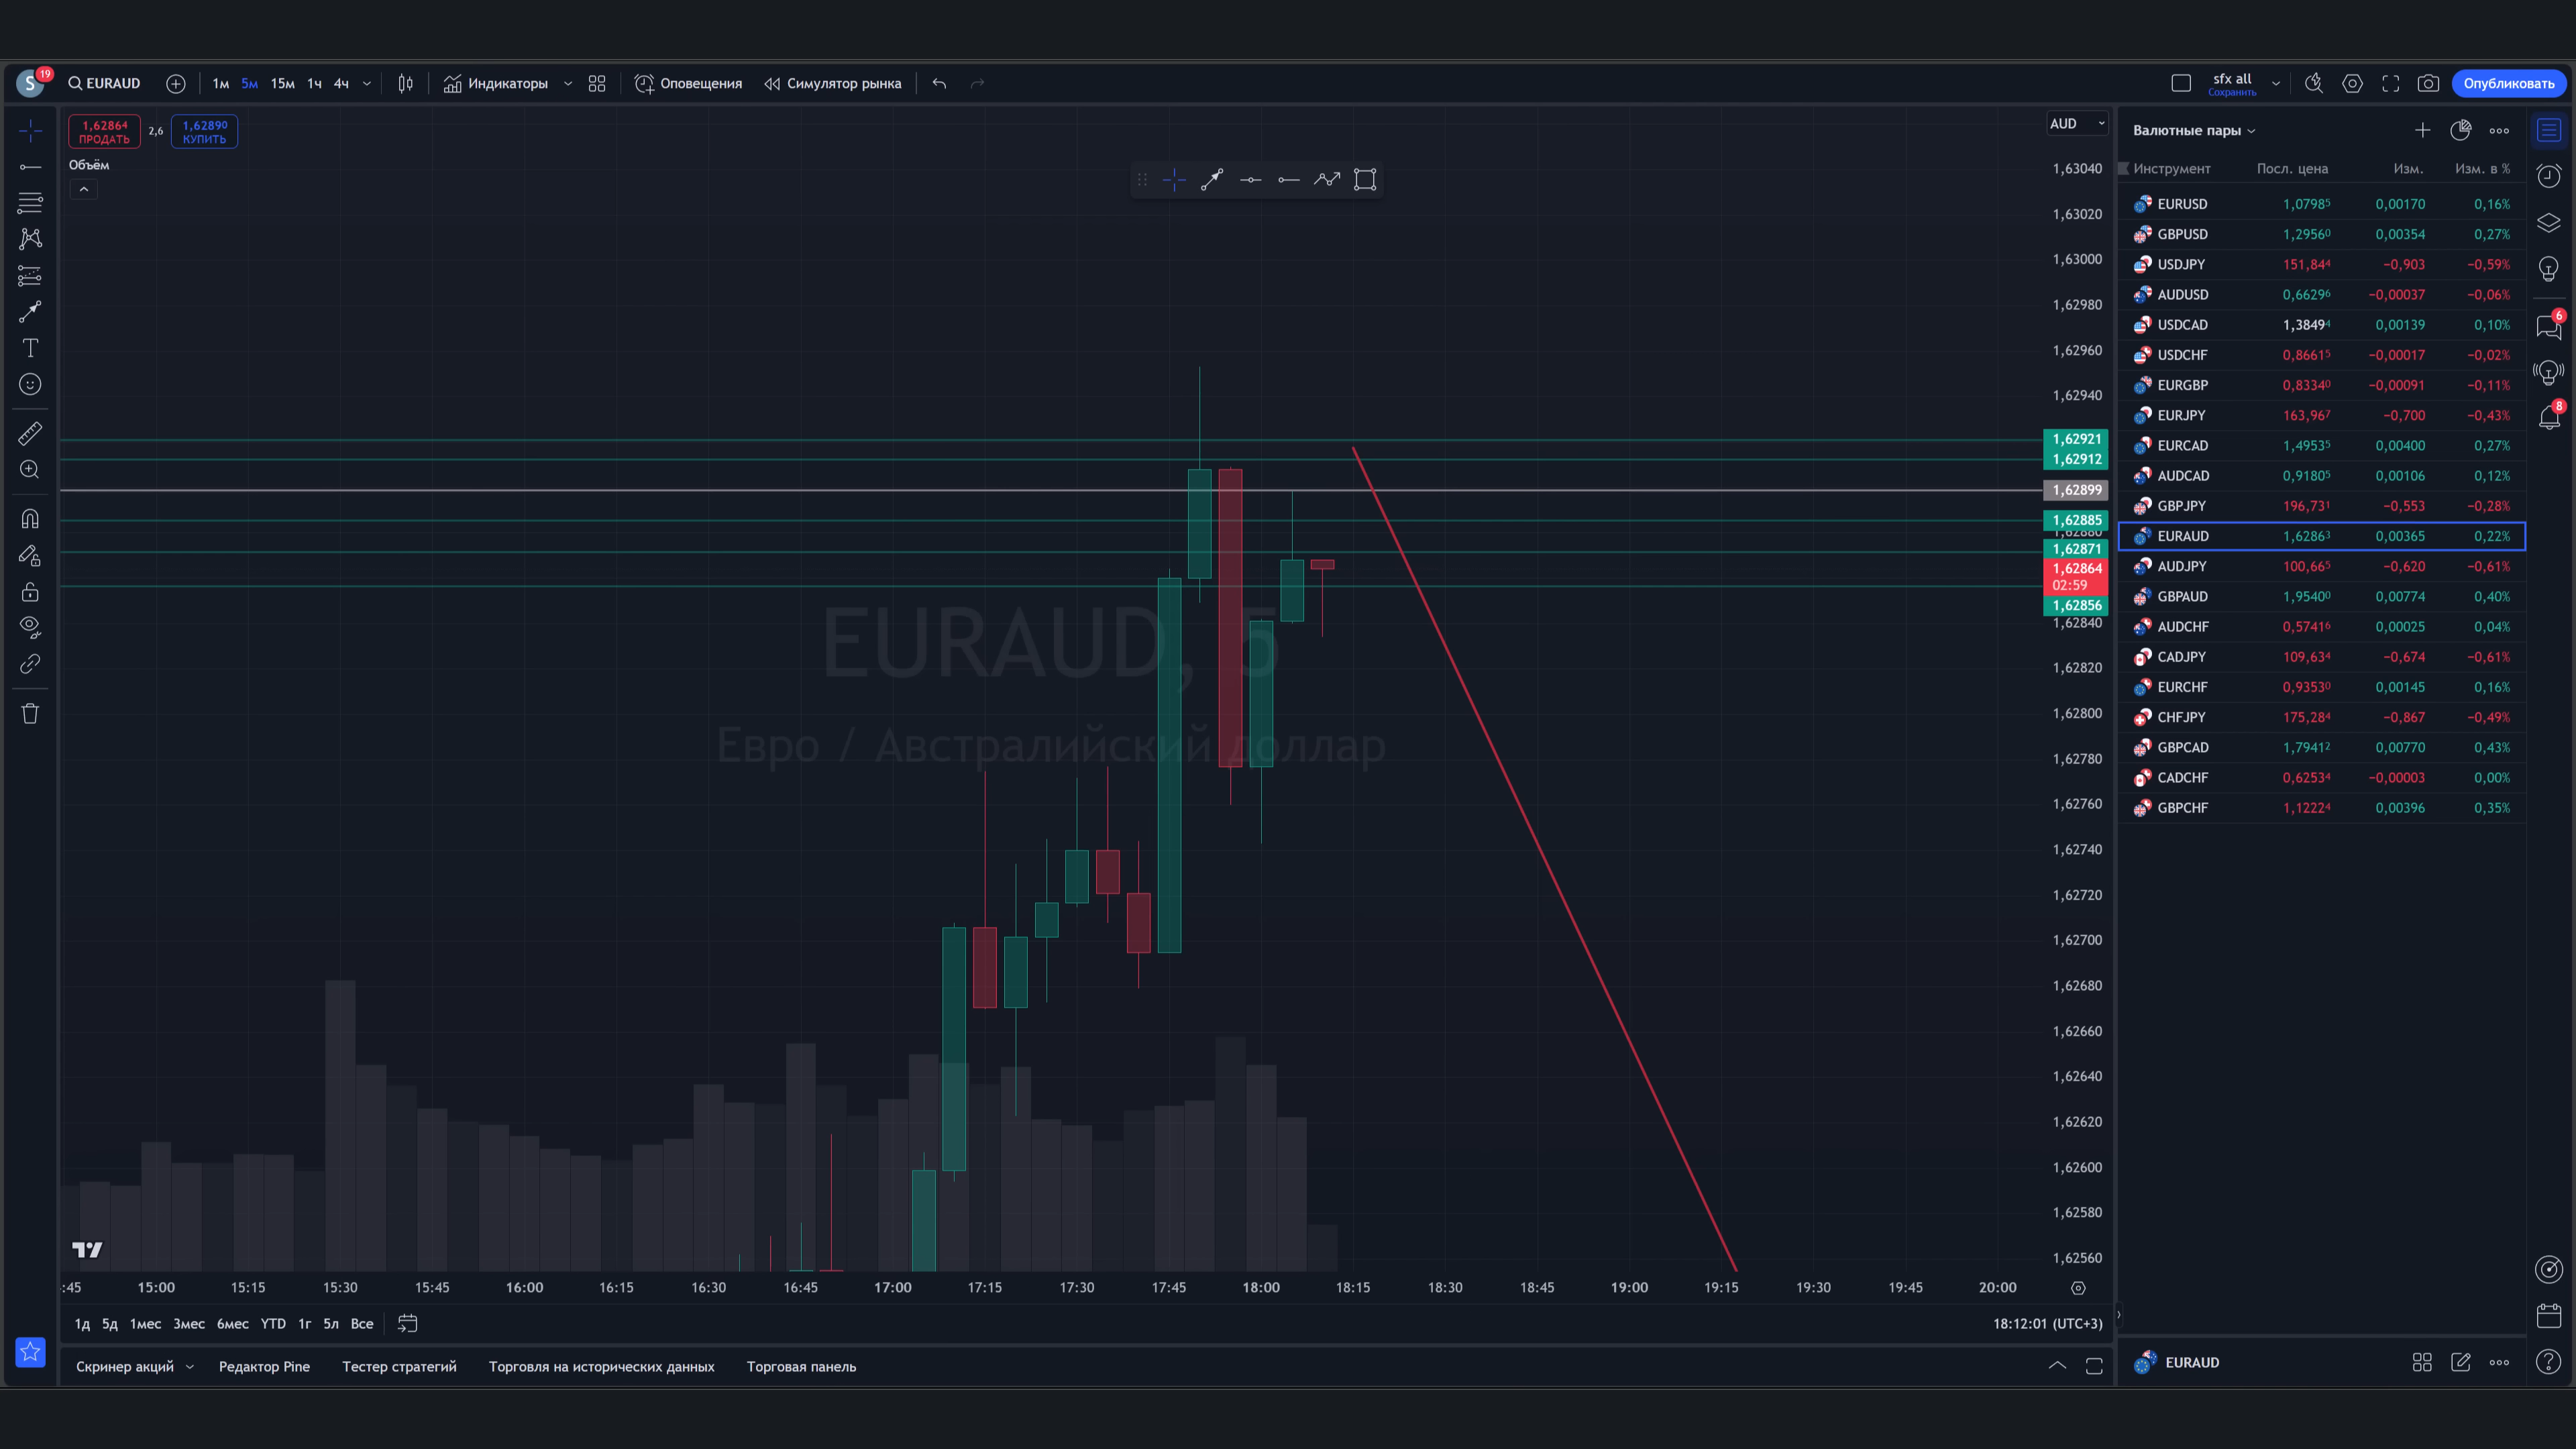 S 19 EURAUD 1м 5м 15м 1ч 4ч Индикаторы Оповещения Симулятор рынка sfx all Опубликовать
Сохранить
1,62864 2,6 1,62890
ПРОДАТЬ КУПИТЬ
Объём
AUD
1,63040
1,63020
1,63000
1,62980
1,62960
1,62940
1,62921
1,62912
1,62899
1,62885
1,62880
1,62871
1,62864
02:59
1,62856
1,62840
1,62820
1,62800
1,62780
1,62760
1,62740
1,62720
1,62700
1,62680
1,62660
1,62640
1,62620
1,62600
1,62580
1,62560
EURAUD, 5
Евро / Австралийский доллар
:45 15:00 15:15 15:30 15:45 16:00 16:15 16:30 16:45 17:00 17:15 17:30 17:45 18:00 18:15 18:30 18:45 19:00 19:15 19:30 19:45 20:00
1д 5д 1мес 3мес 6мес YTD 1г 5л Все 18:12:01 (UTC+3)
Скринер акций Редактор Pine Тестер стратегий Торговля на исторических данных Торговая панель
Валютные пары
Инструмент Посл. цена Изм. Изм. в %
EURUSD 1,07985 0,00170 0,16%
GBPUSD 1,29560 0,00354 0,27%
USDJPY 151,844 −0,903 −0,59%
AUDUSD 0,66296 −0,00037 −0,06%
USDCAD 1,38494 0,00139 0,10%
USDCHF 0,86615 −0,00017 −0,02%
EURGBP 0,83340 −0,00091 −0,11%
EURJPY 163,967 −0,700 −0,43%
EURCAD 1,49535 0,00400 0,27%
AUDCAD 0,91805 0,00106 0,12%
GBPJPY 196,731 −0,553 −0,28%
EURAUD 1,62863 0,00365 0,22%
AUDJPY 100,665 −0,620 −0,61%
GBPAUD 1,95400 0,00774 0,40%
AUDCHF 0,57416 0,00025 0,04%
CADJPY 109,634 −0,674 −0,61%
EURCHF 0,93530 0,00145 0,16%
CHFJPY 175,284 −0,867 −0,49%
GBPCAD 1,79412 0,00770 0,43%
CADCHF 0,62534 −0,00003 0,00%
GBPCHF 1,12224 0,00396 0,35%
6
8
EURAUD